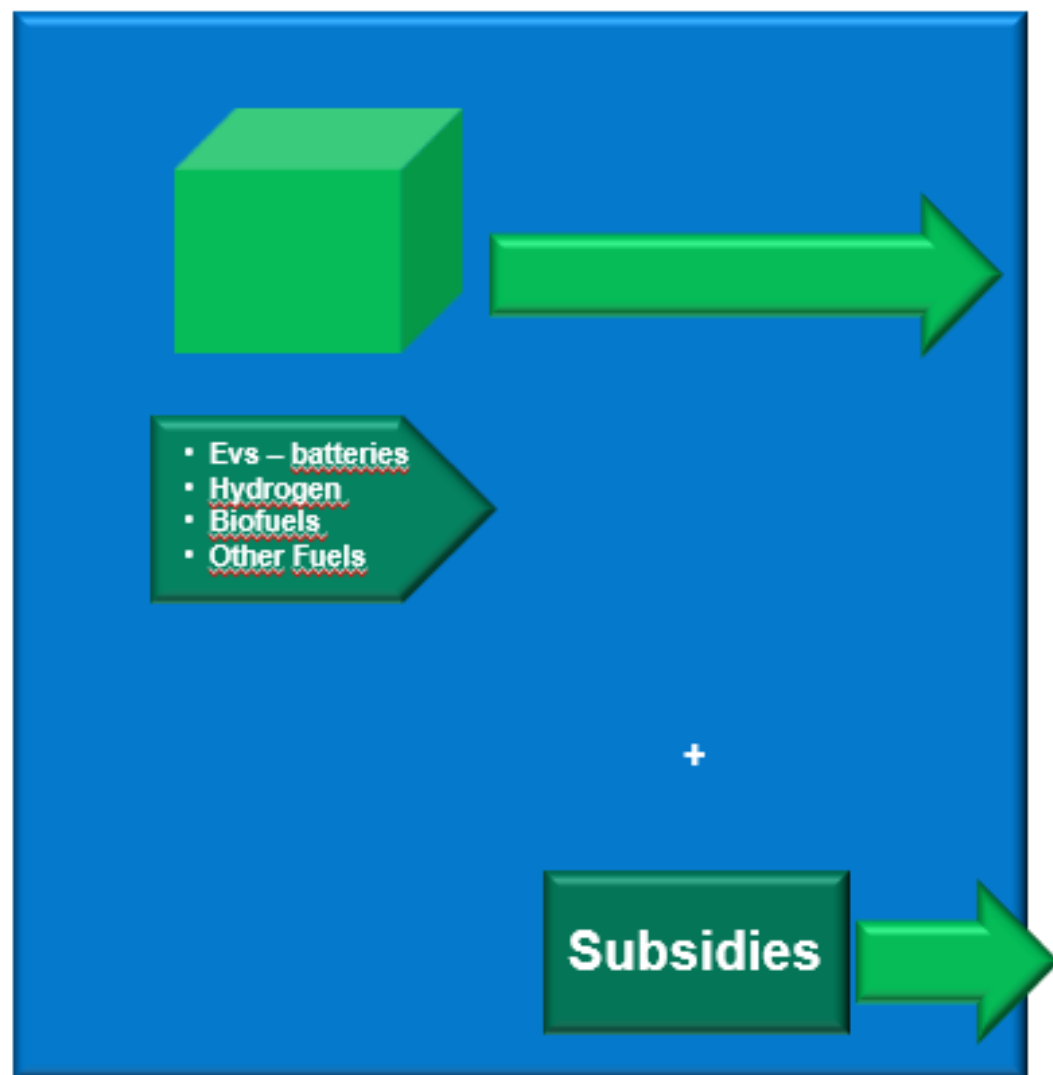 ▪ Evs – batteries
▪ Hydrogen
▪ Biofuels
▪ Other Fuels
+
Subsidies